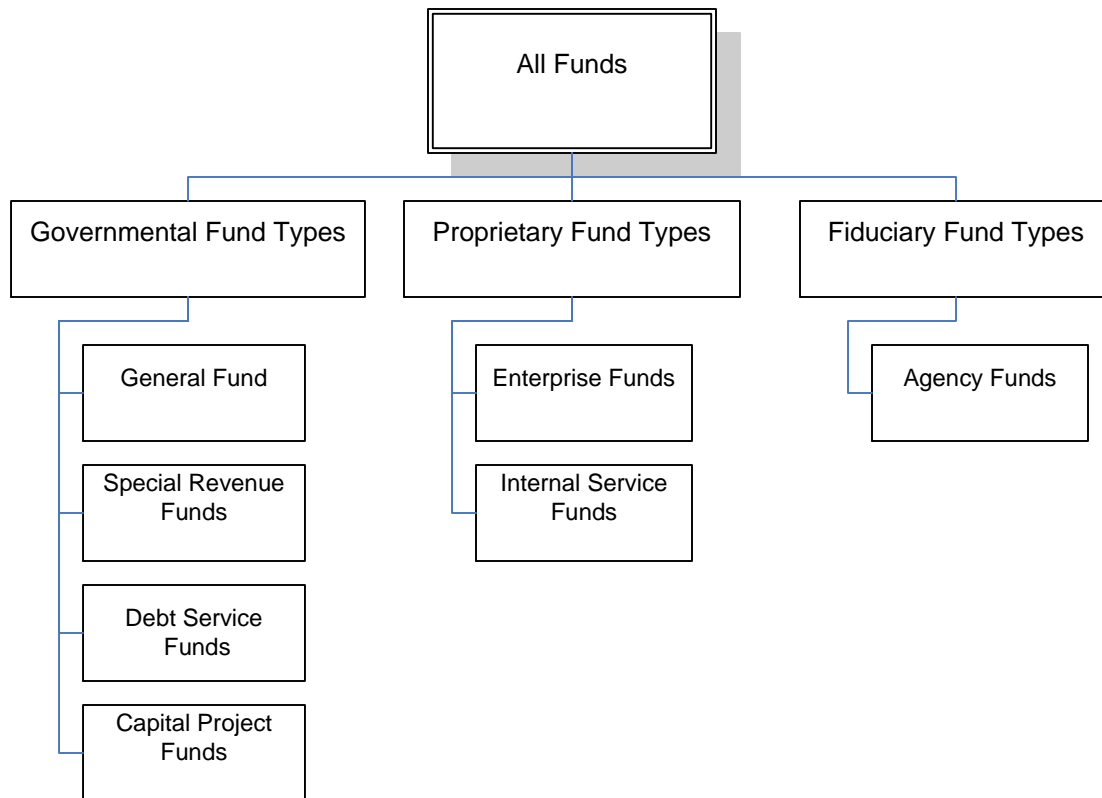 All Funds
Governmental Fund Types
Proprietary Fund Types
Fiduciary Fund Types
General Fund
Enterprise Funds
Agency Funds
Special Revenue
Funds
Internal Service
Funds
Debt Service
Funds
Capital Project
Funds